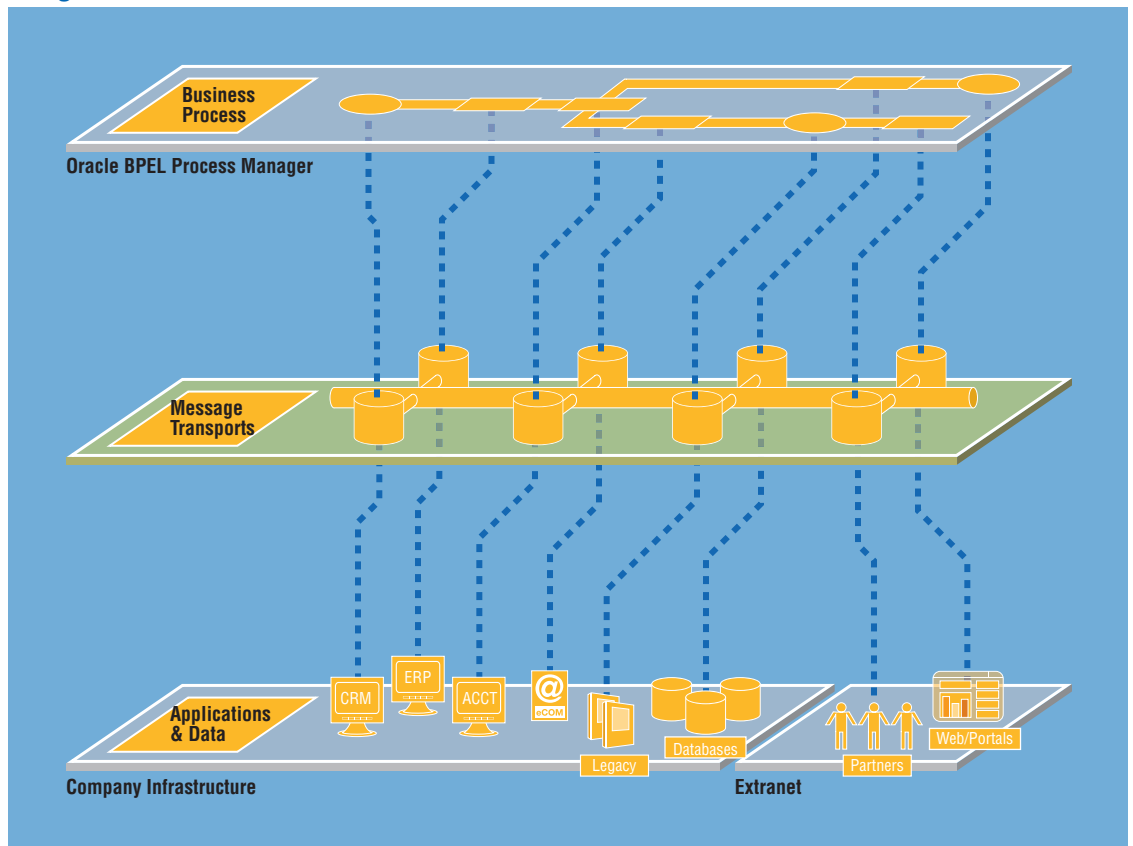 Business
Process
Oracle BPEL Process Manager
Message
Transports
CRM
ERP
ACCT
@
eCOM
Applications
& Data
Legacy
Databases
Partners
Web/Portals
Company Infrastructure
Extranet